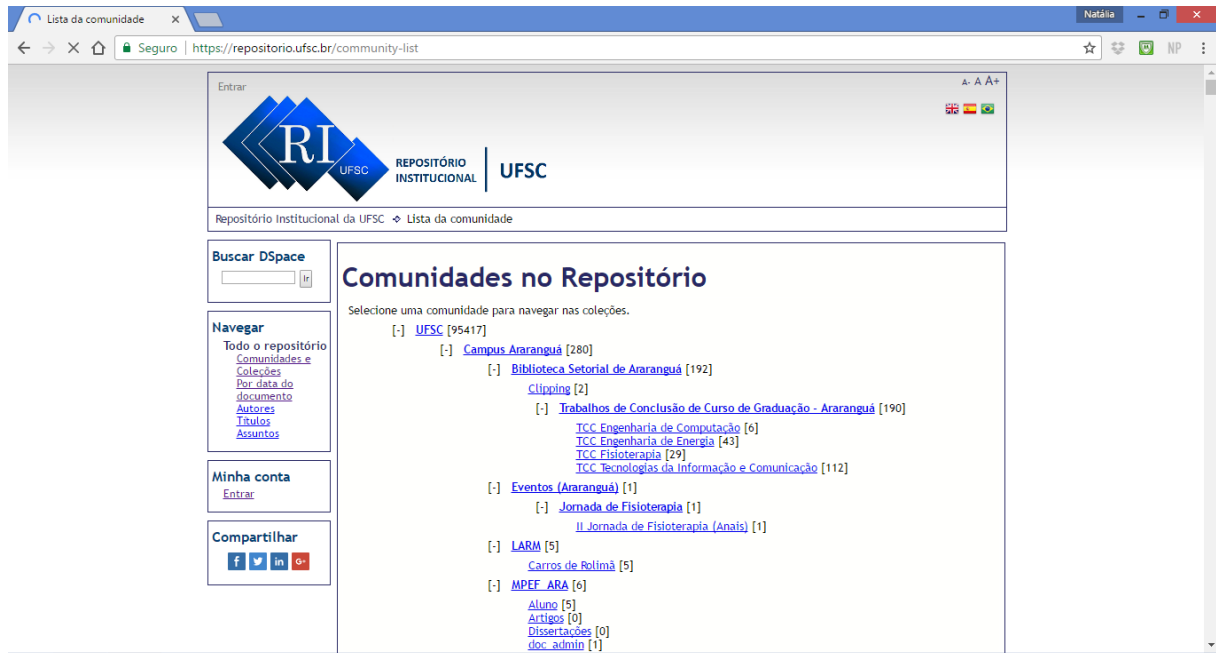 Lista da comunidade
Natália
Seguro | https://repositorio.ufsc.br/community-list
NP
Entrar
A- A A+
RI
UFSC
REPOSITÓRIO
INSTITUCIONAL
UFSC
Repositório Institucional da UFSC Lista da comunidade
Buscar DSpace
Ir
Navegar
Todo o repositório
Comunidades e
Coleções
Por data do
documento
Autores
Títulos
Assuntos
Minha conta
Entrar
Compartilhar
f in G+
Comunidades no Repositório
Selecione uma comunidade para navegar nas coleções.
[-] UFSC [95417]
[-] Campus Araranguá [280]
[-] Biblioteca Setorial de Araranguá [192]
Clipping [2]
[-] Trabalhos de Conclusão de Curso de Graduação - Araranguá [190]
TCC Engenharia de Computação [6]
TCC Engenharia de Energia [43]
TCC Fisioterapia [29]
TCC Tecnologias da Informação e Comunicação [112]
[-] Eventos (Araranguá) [1]
[-] Jornada de Fisioterapia [1]
II Jornada de Fisioterapia (Anais) [1]
[-] LARM [5]
Carros de Rolimã [5]
[-] MPEF_ARA [6]
Aluno [5]
Artigos [0]
Dissertações [0]
doc_admin [1]